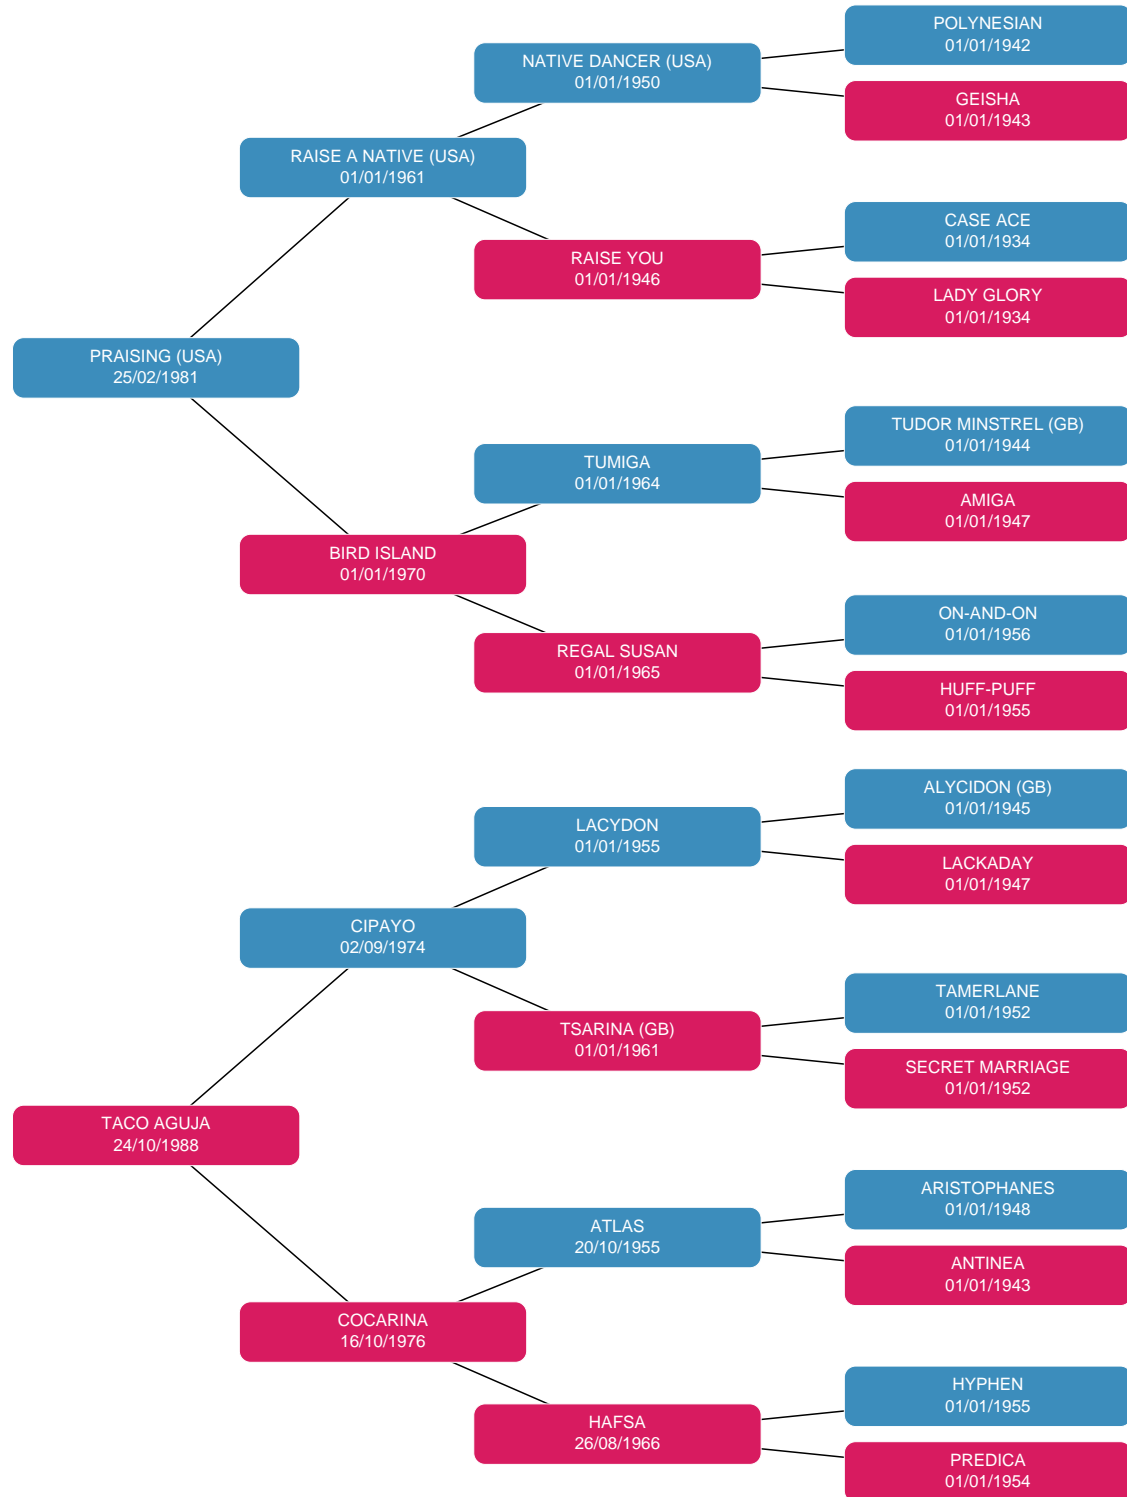 POLYNESIAN
01/01/1942
NATIVE DANCER (USA)
01/01/1950
GEISHA
01/01/1943
RAISE A NATIVE (USA)
01/01/1961
CASE ACE
01/01/1934
RAISE YOU
01/01/1946
LADY GLORY
01/01/1934
PRAISING (USA)
25/02/1981
TUDOR MINSTREL (GB)
01/01/1944
TUMIGA
01/01/1964
AMIGA
01/01/1947
BIRD ISLAND
01/01/1970
ON-AND-ON
01/01/1956
REGAL SUSAN
01/01/1965
HUFF-PUFF
01/01/1955
ALYCIDON (GB)
01/01/1945
LACYDON
01/01/1955
LACKADAY
01/01/1947
CIPAYO
02/09/1974
TAMERLANE
01/01/1952
TSARINA (GB)
01/01/1961
SECRET MARRIAGE
01/01/1952
TACO AGUJA
24/10/1988
ARISTOPHANES
01/01/1948
ATLAS
20/10/1955
ANTINEA
01/01/1943
COCARINA
16/10/1976
HYPHEN
01/01/1955
HAFSA
26/08/1966
PREDICA
01/01/1954